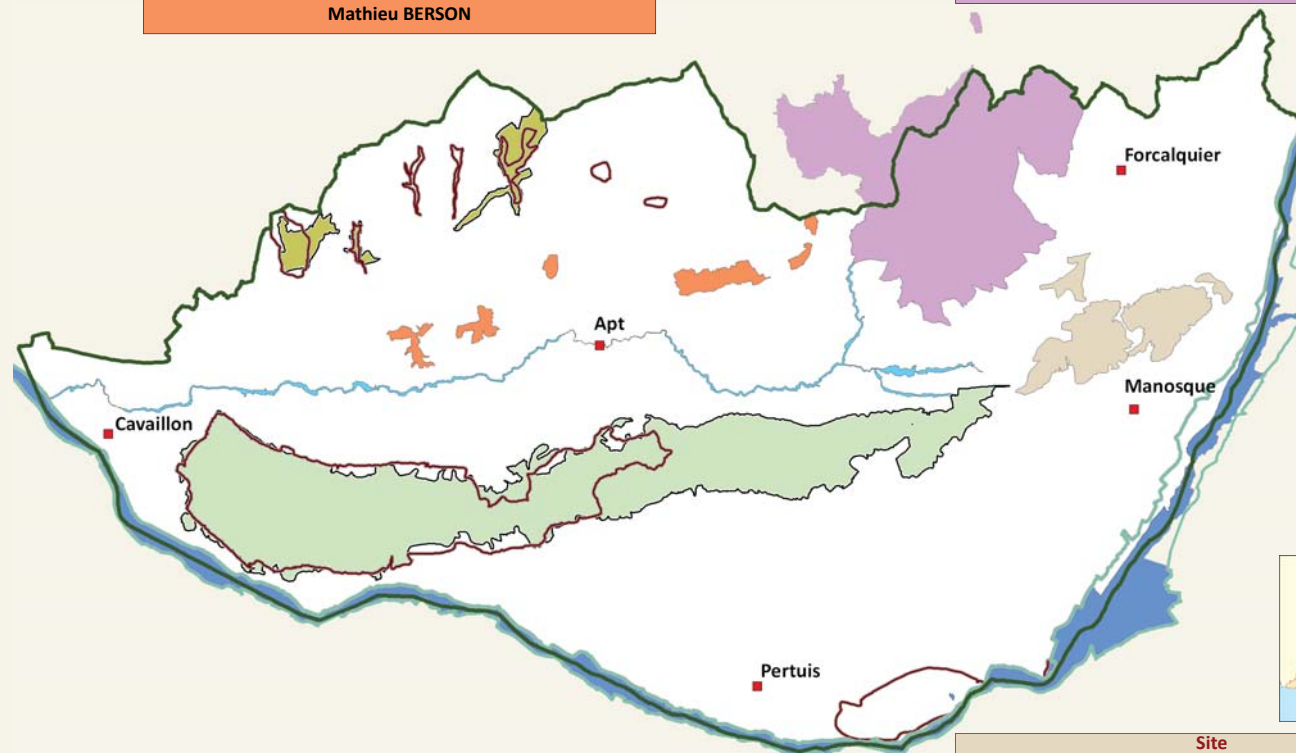 Mathieu BERSON
Forcalquier
Apt
Manosque
Cavaillon
Pertuis
Site